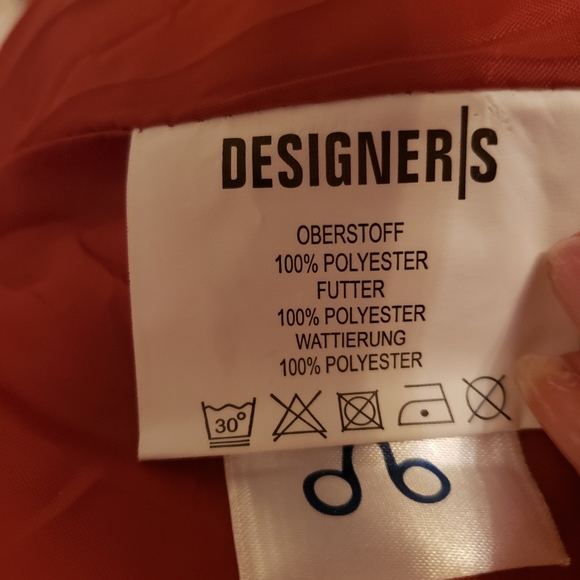 DESIGNER|S
OBERSTOFF
100% POLYESTER
FUTTER
100% POLYESTER
WATTIERUNG
100% POLYESTER
30°